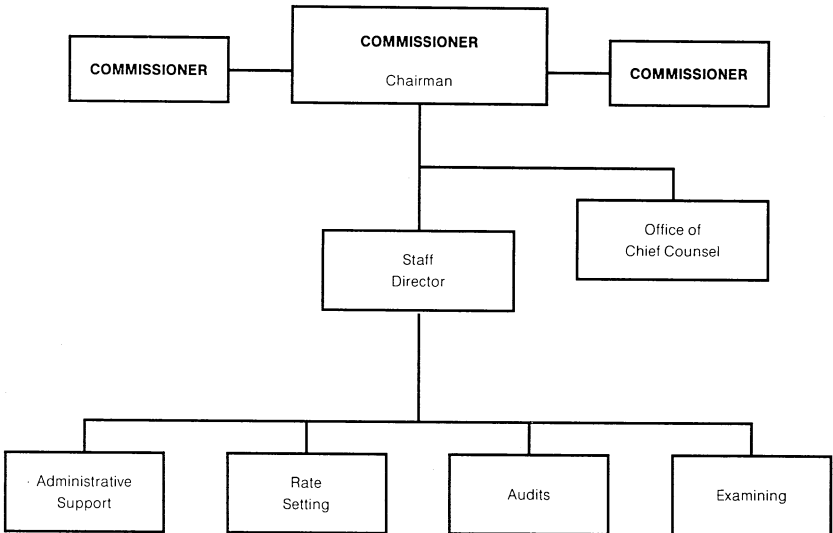 COMMISSIONER
COMMISSIONER
Chairman
COMMISSIONER
Office of
Chief Counsel
Staff
Director
Administrative
Support
Rate
Setting
Audits
Examining